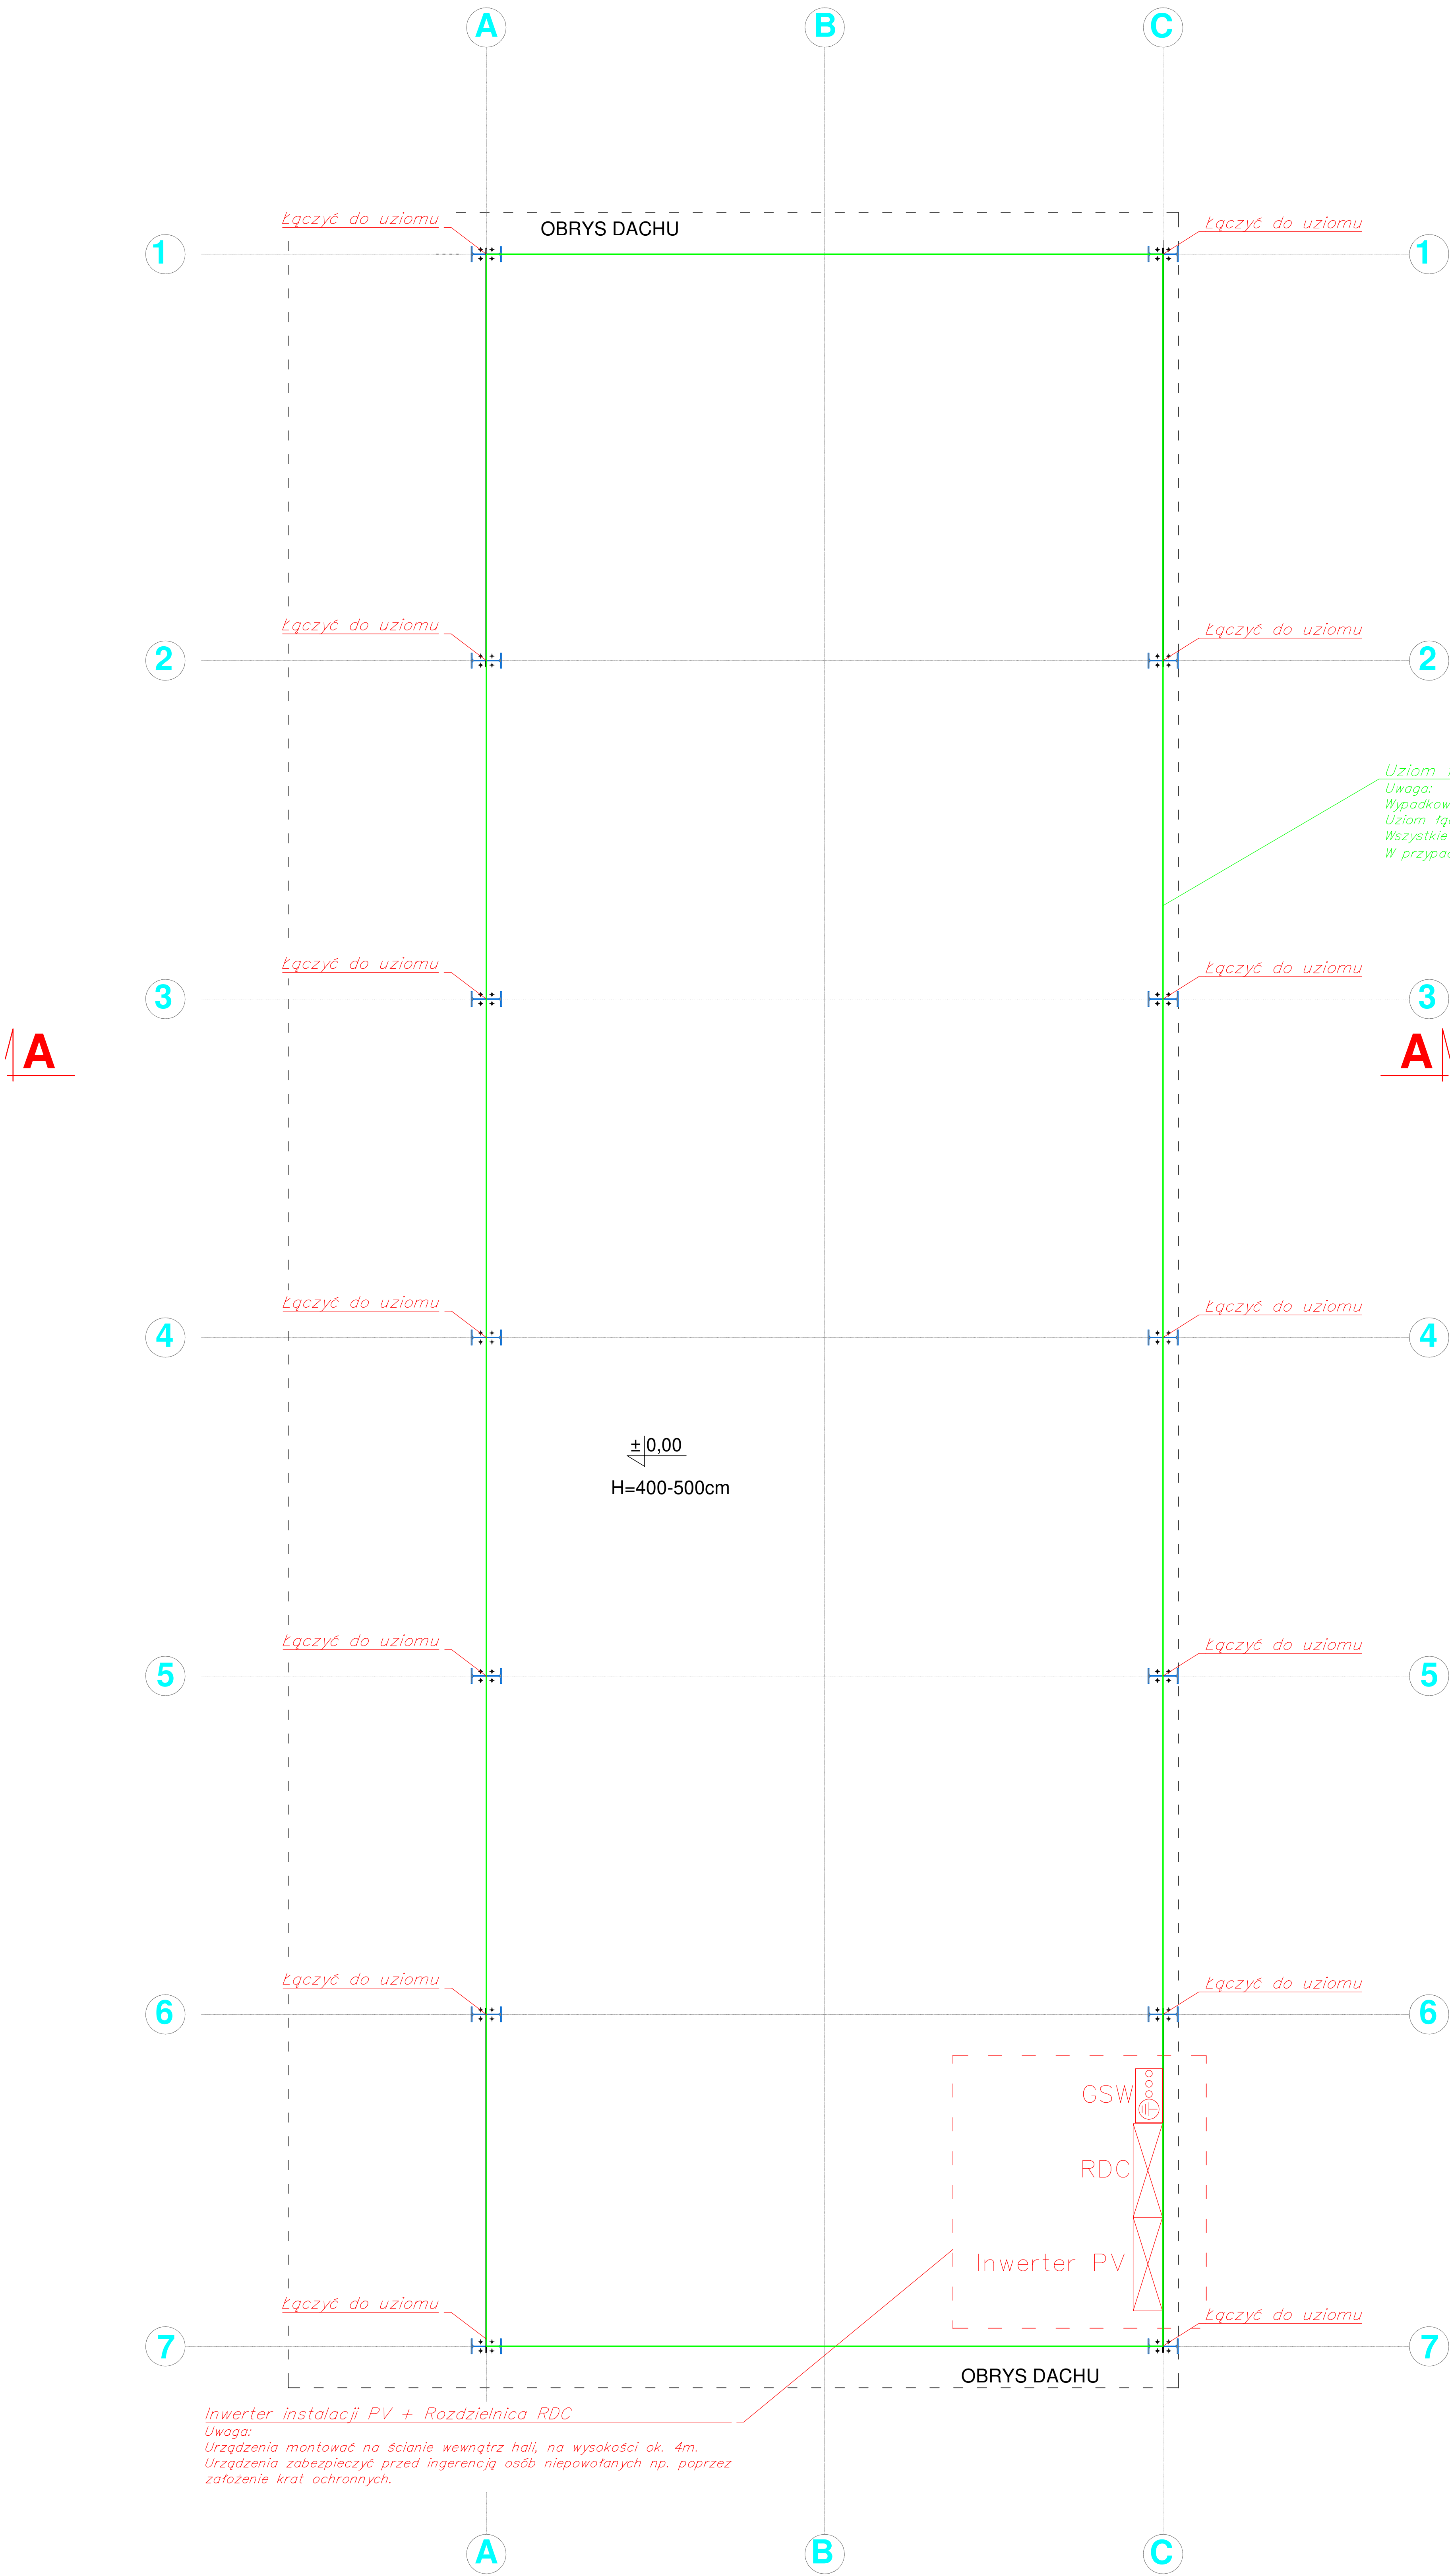 A B C
Łączyć do uziomu
OBRYS DACHU
Łączyć do uziomu
1 1
Łączyć do uziomu
Łączyć do uziomu
2 2
Uziom
Uwaga:
Uziom
Wszystkie
W
Łączyć do uziomu
Łączyć do uziomu
3 3
A A
Łączyć do uziomu
Łączyć do uziomu
4 4
±0,00
H=400-500cm
Łączyć do uziomu
Łączyć do uziomu
5 5
Łączyć do uziomu
Łączyć do uziomu
6 6
GSW
RDC
Inwerter PV
Łączyć do uziomu
Łączyć do uziomu
7 7
OBRYS DACHU
Inwerter instalacji PV + Rozdzielnica RDC
Uwaga:
Urządzenia montować na ścianie wewnątrz hali, na wysokości ok. 4m.
Urządzenia zabezpieczyć przed ingerencją osób niepowołanych np. poprzez
założenie krat ochronnych.
A B C